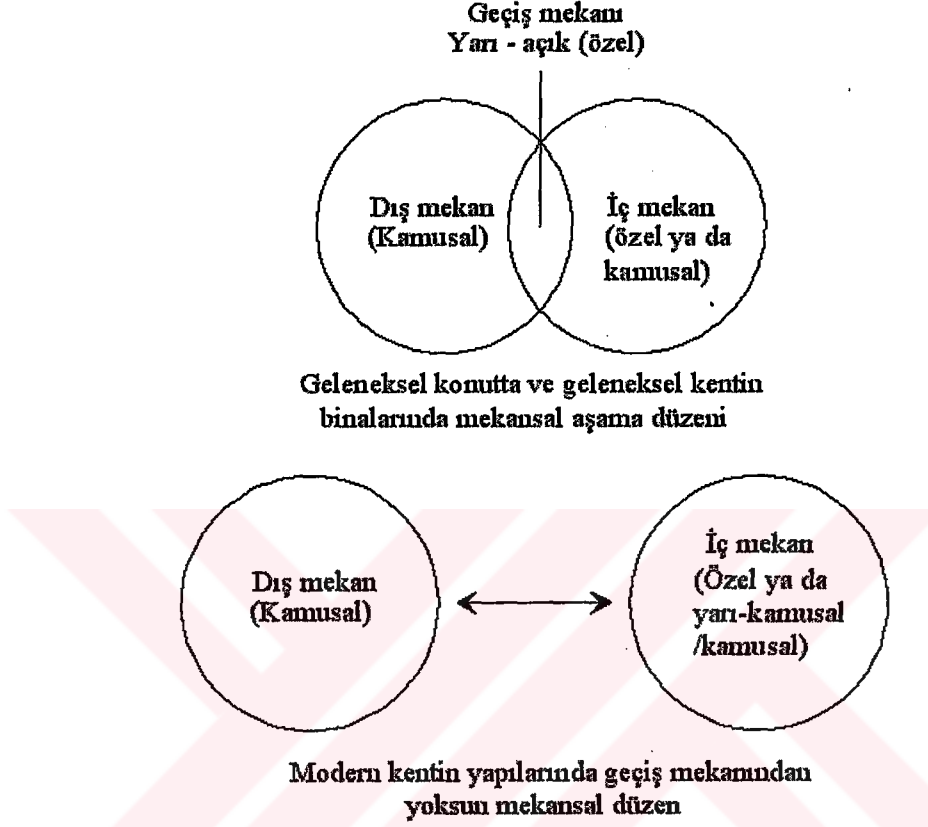 Geçiş mekanı
Yarı - açık (özel)
Dış mekan
(Kamusal)
İç mekan
(özel ya da
kamusal)
Geleneksel konutta ve geleneksel kentin
binalarında mekansal aşama düzeni
Dış mekan
(Kamusal)
İç mekan
(Özel ya da
yarı-kamusal
/kamusal)
Modern kentin yapılarında geçiş mekanından
yoksun mekansal düzen